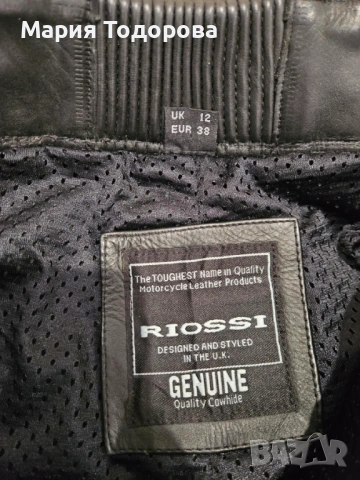 Мария Тодорова
UK 12
EUR 38
The TOUGHEST Name in Quality
Motorcycle Leather Products
RIOSSI
DESIGNED AND STYLED
IN THE U.K.
GENUINE
Quality Cowhide
BAZAR